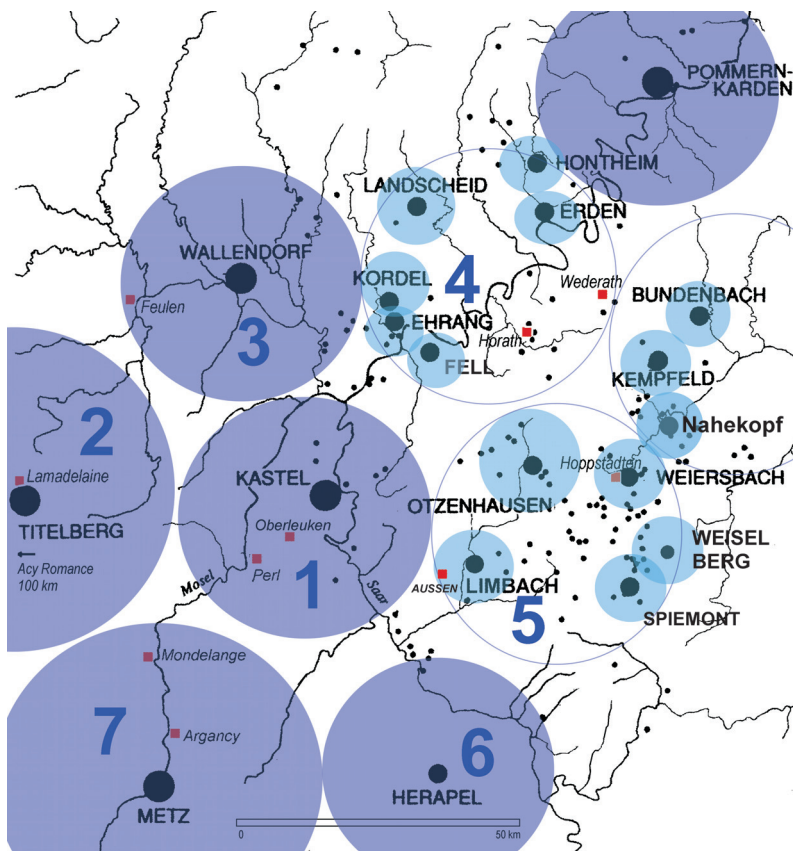 POMMERN-
KARDEN
HONTHEIM
LANDSCHEID
ERDEN
WALLENDORF
4
Wederath
KORDEL
BUNDENBACH
Feulen
EHRANG
3
Horath
FELL
KEMPFELD
2
Nahekopf
Lamadelaine
KASTEL
Hoppstädten
WEIERSBACH
TITELBERG
OTZENHAUSEN
Oberleuken
Acy Romance
100 km
WEISEL
BERG
Perl
1
Mosel
Saar
AUSSEN
LIMBACH
5
SPIEMONT
Mondelange
7
Argancy
6
METZ
HERAPEL
0
50 km